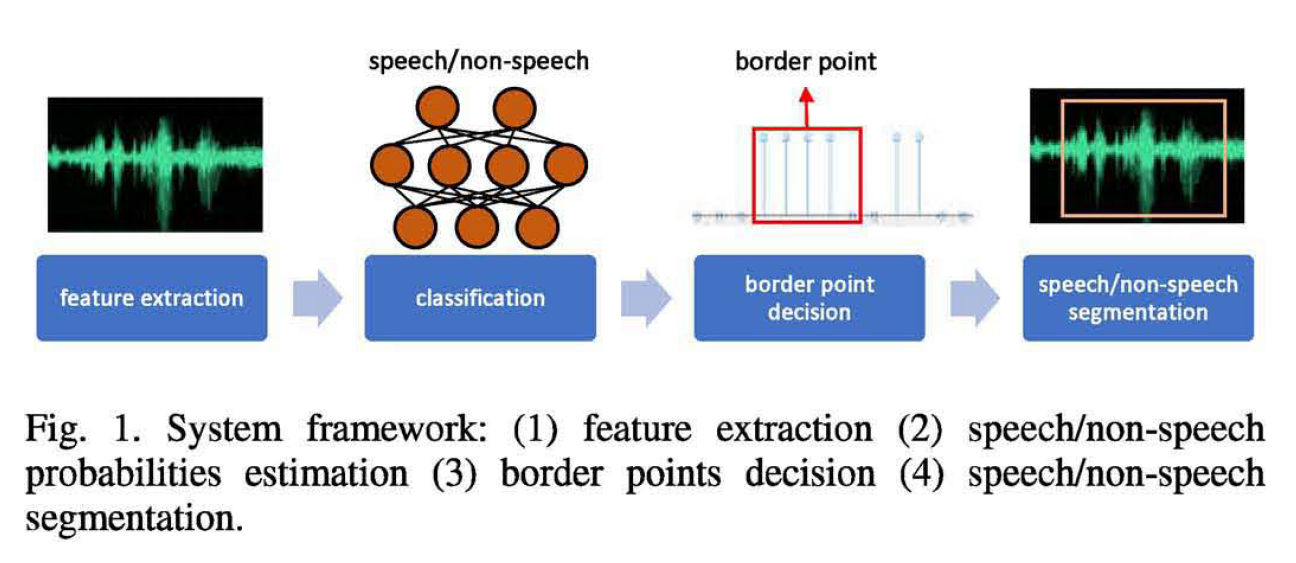 speech/non-speech
border point
feature extraction
classification
border point
decision
speech/non-speech
segmentation
Fig. 1. System framework: (1) feature extraction (2) speech/non-speech
probabilities estimation (3) border points decision (4) speech/non-speech
segmentation.